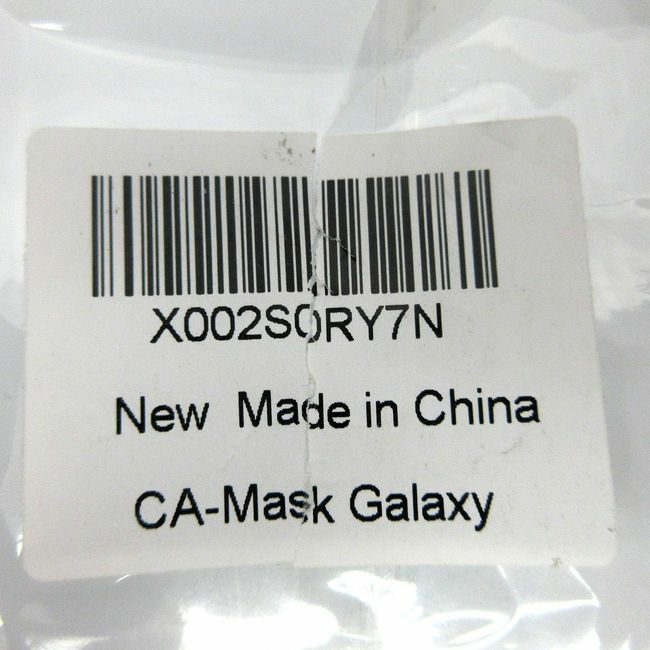 X002S0RY7N
New Made in China
CA-Mask Galaxy